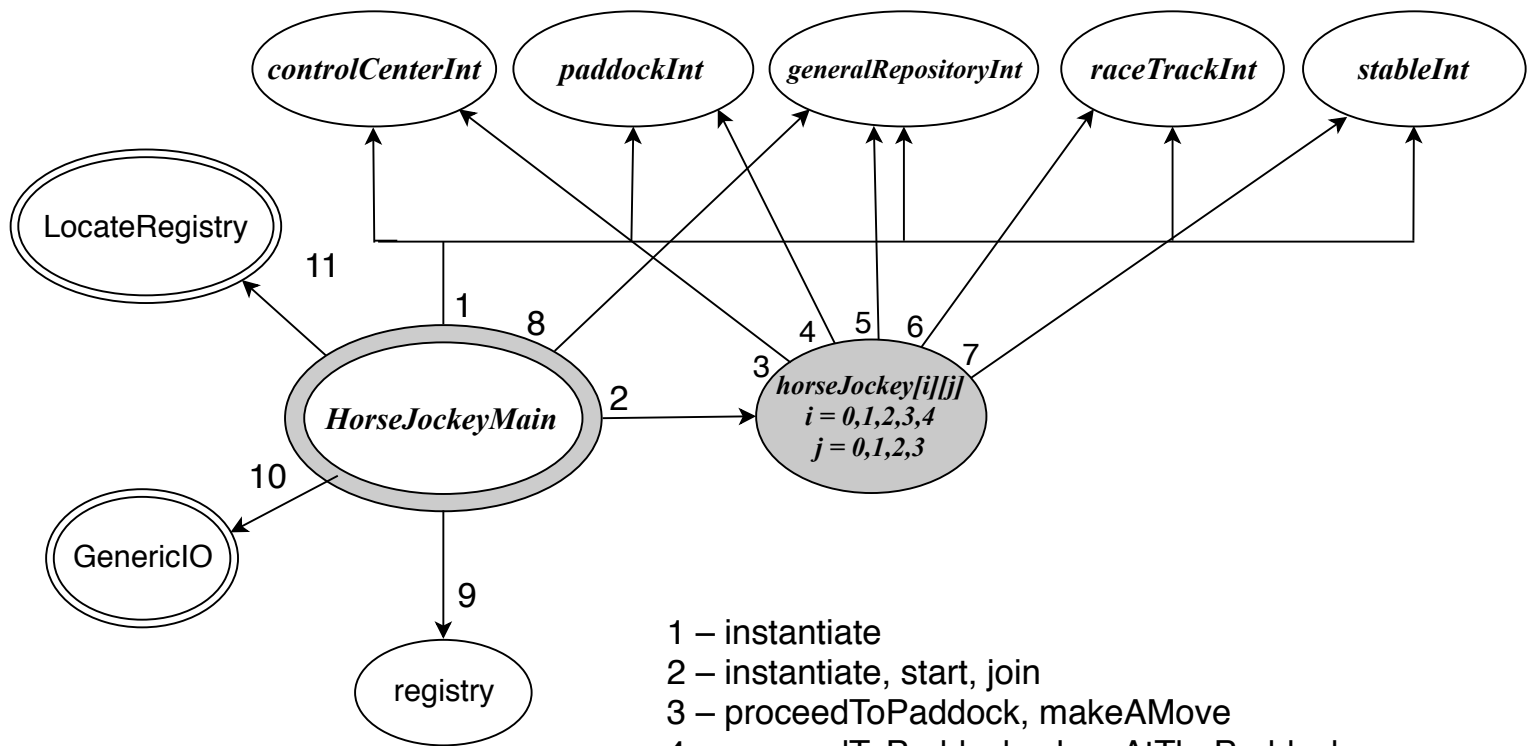 controlCenterInt
paddockInt
generalRepositoryInt
raceTrackInt
stableInt
LocateRegistry
11
1
8
4
5
6
3
7
horseJockey[i][j]
i = 0,1,2,3,4
j = 0,1,2,3
HorseJockeyMain
2
10
GenericIO
9
registry
1 – instantiate
2 – instantiate, start, join
3 – proceedToPaddock, makeAMove